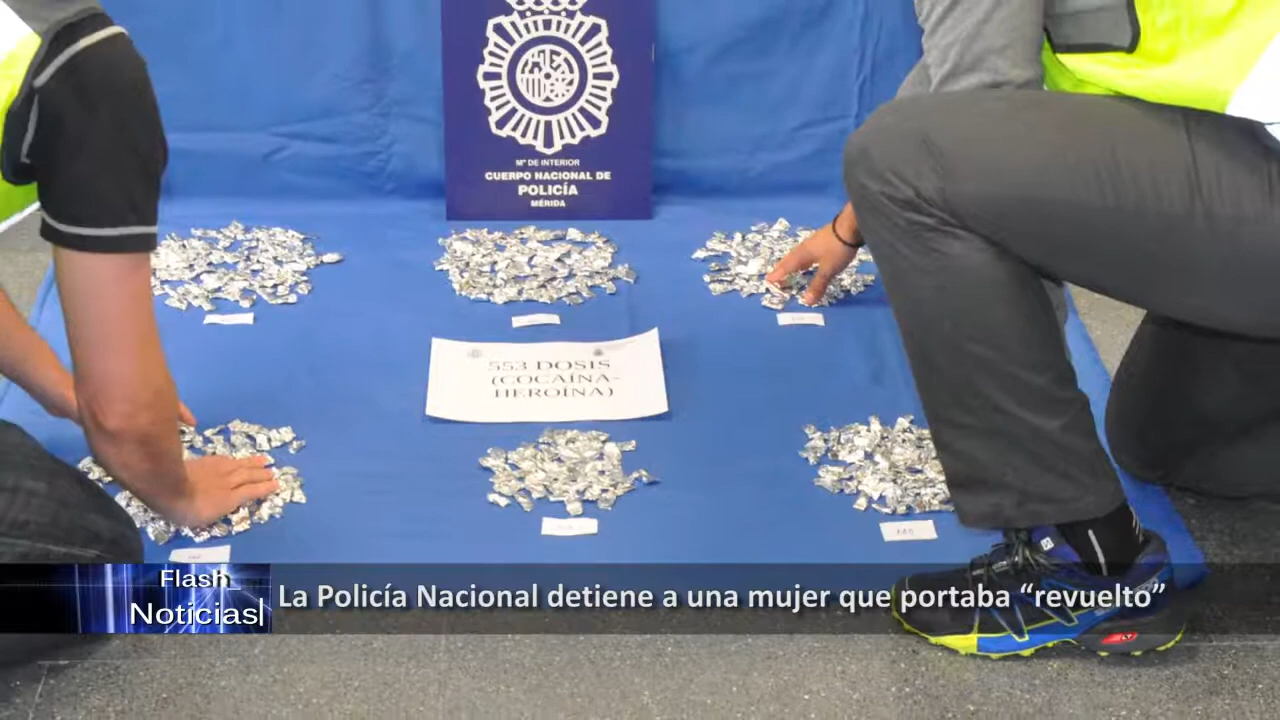 Mº DE INTERIOR
CUERPO NACIONAL DE
POLICÍA
MÉRIDA
553 DOSIS
(COCAÍNA-
HEROÍNA)
Flash_
Noticias|
La Policía Nacional detiene a una mujer que portaba “revuelto”